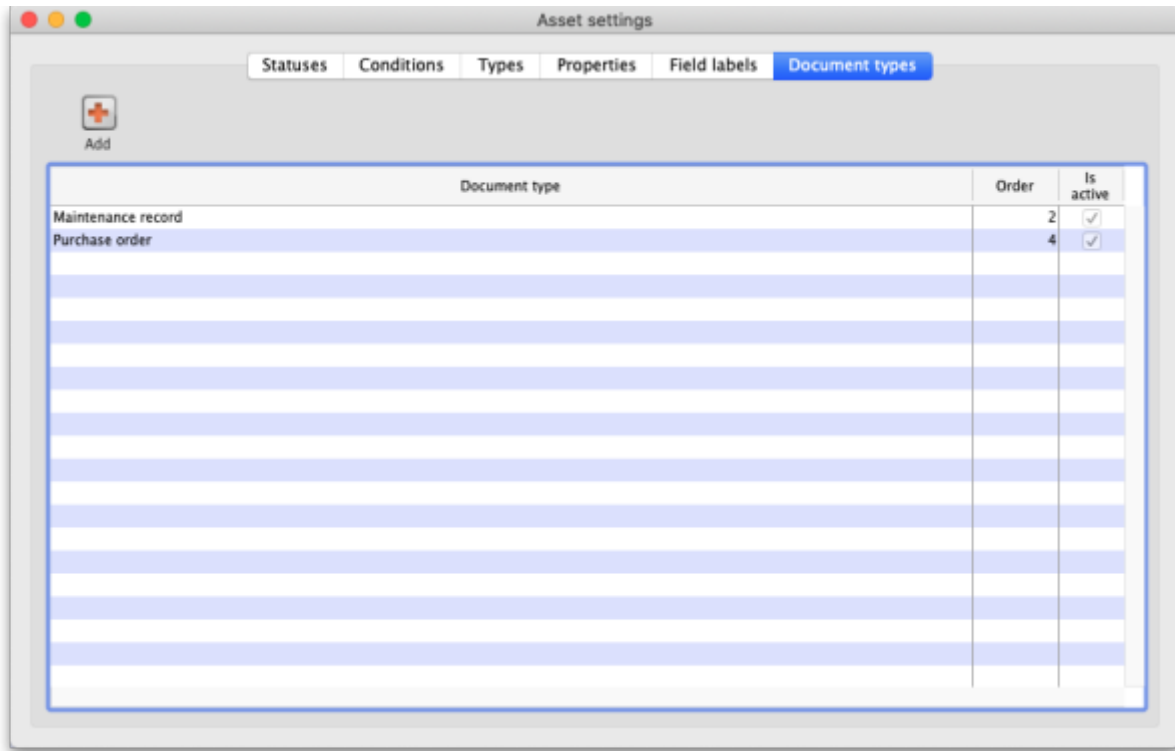 Asset settings
Statuses Conditions Types Properties Field labels Document types
Add
Document type Order Is active
Maintenance record 2
Purchase order 4